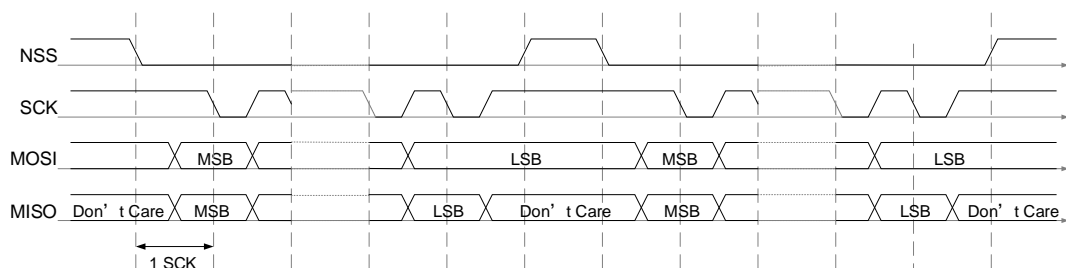 NSS
SCK
MOSI MSB LSB MSB LSB
MISO Don’t Care MSB LSB Don’t Care MSB LSB Don’t Care
1 SCK